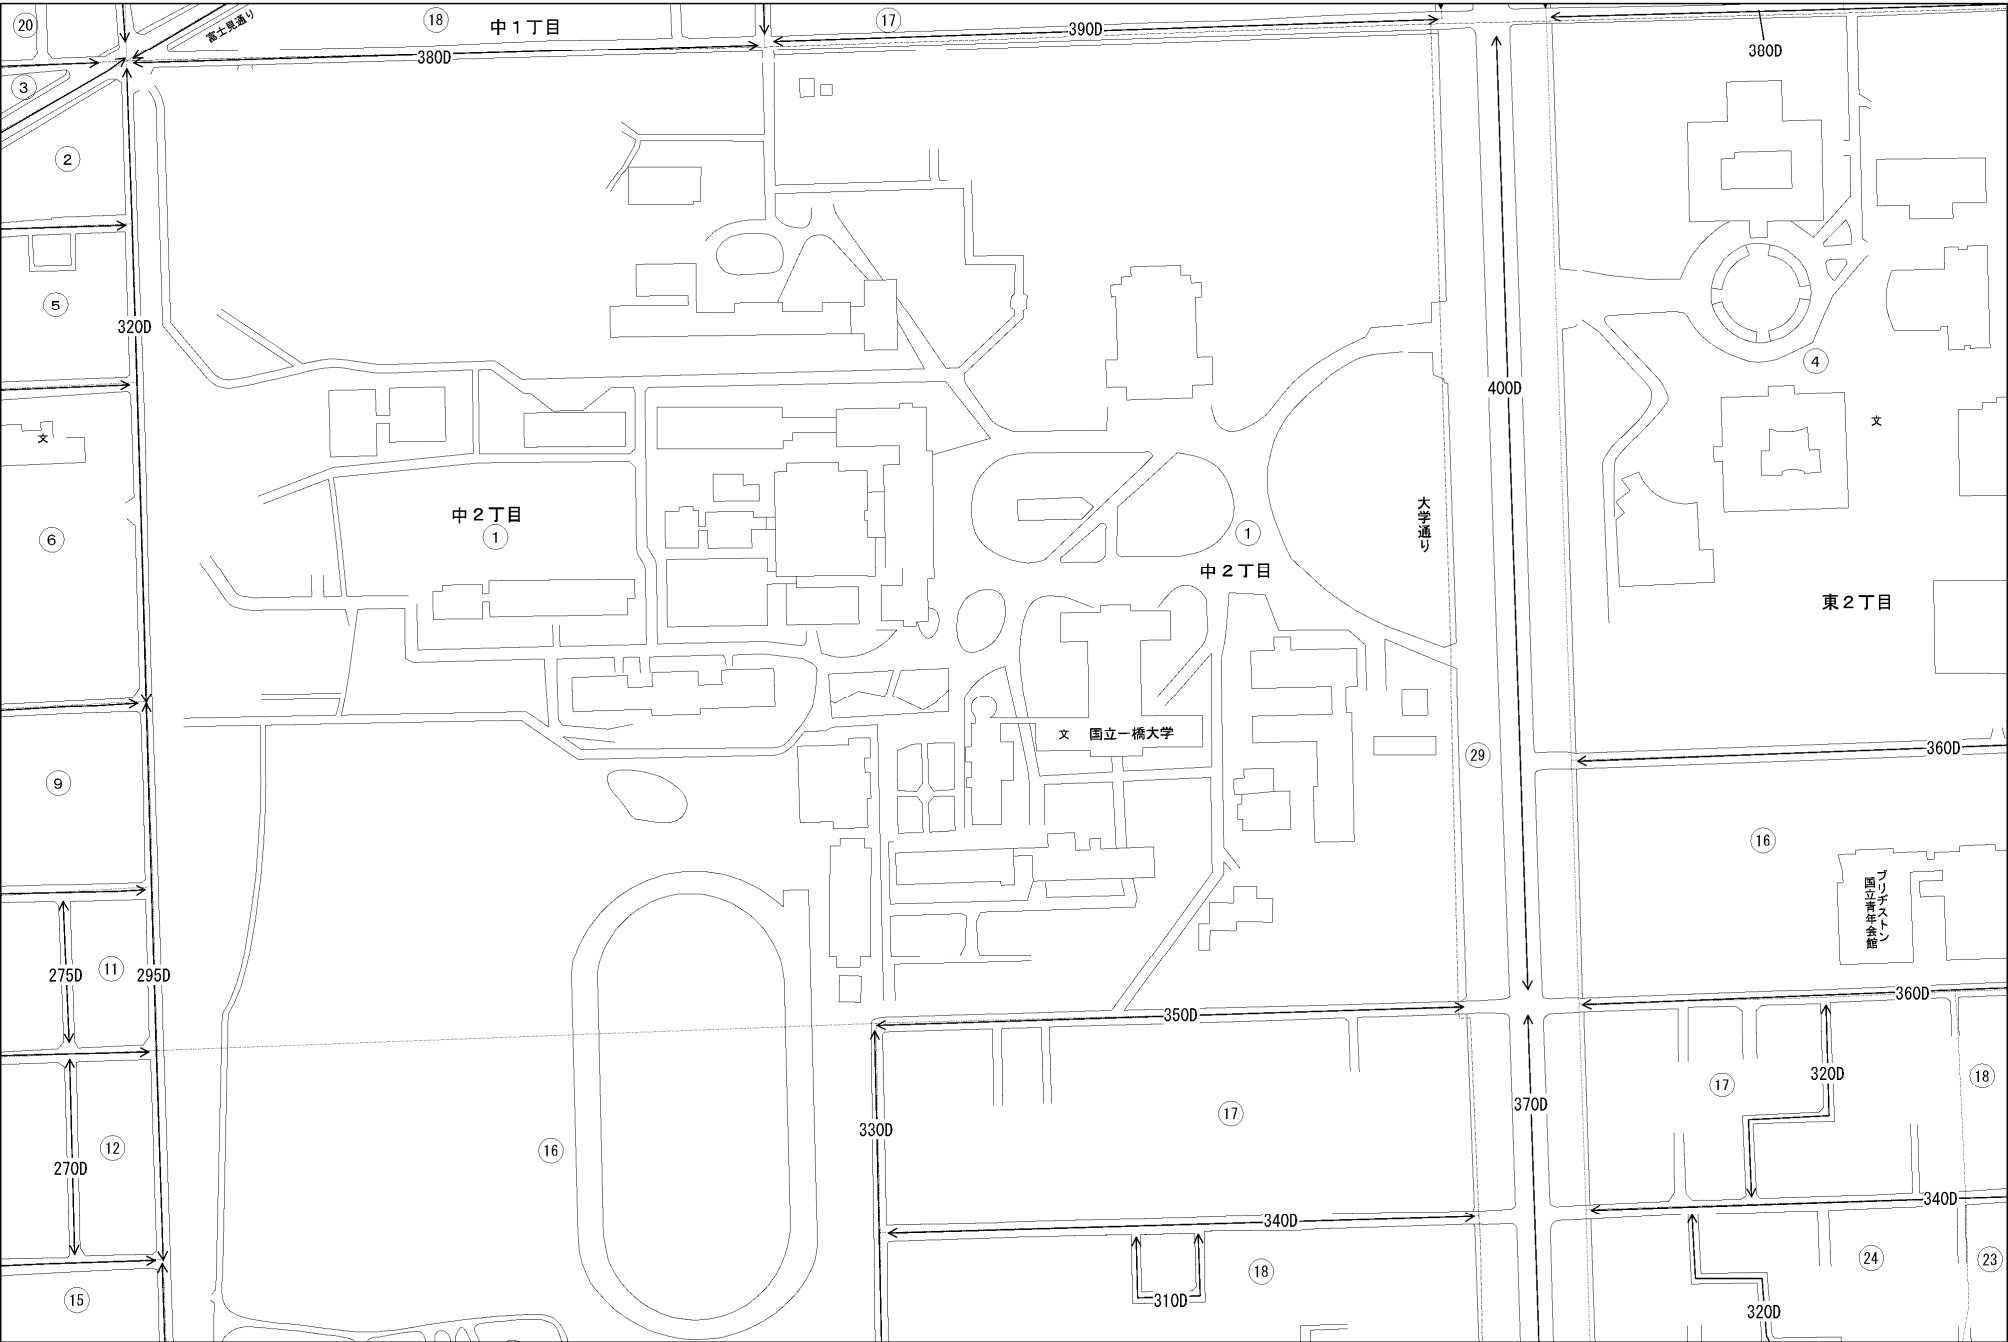 ⑳
富士見通り
⑱
中1丁目
⑰
390D
380D
380D
③
②
⑤
320D
400D
④
文
文
中2丁目
①
大学通り
①
⑥
中2丁目
東2丁目
文 国立一橋大学
㉙
360D
⑨
⑯
ブリヂストン
国立青年会館
275D
⑪
295D
360D
350D
320D
⑱
⑰
⑰
370D
330D
⑫
⑯
270D
340D
340D
⑱
㉔
㉓
⑮
310D
320D